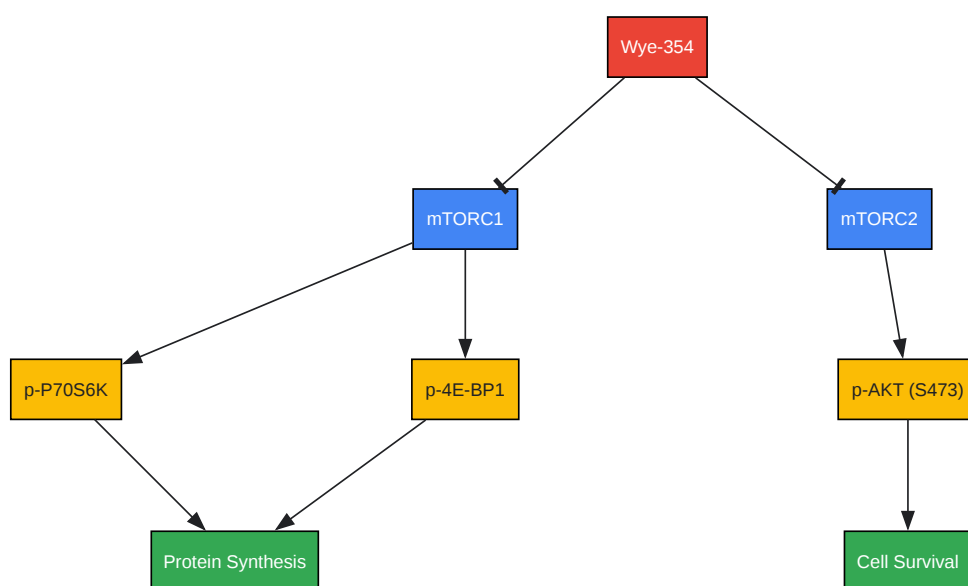 Wye-354
mTORC1
mTORC2
p-P70S6K
p-4E-BP1
p-AKT (S473)
Protein Synthesis
Cell Survival